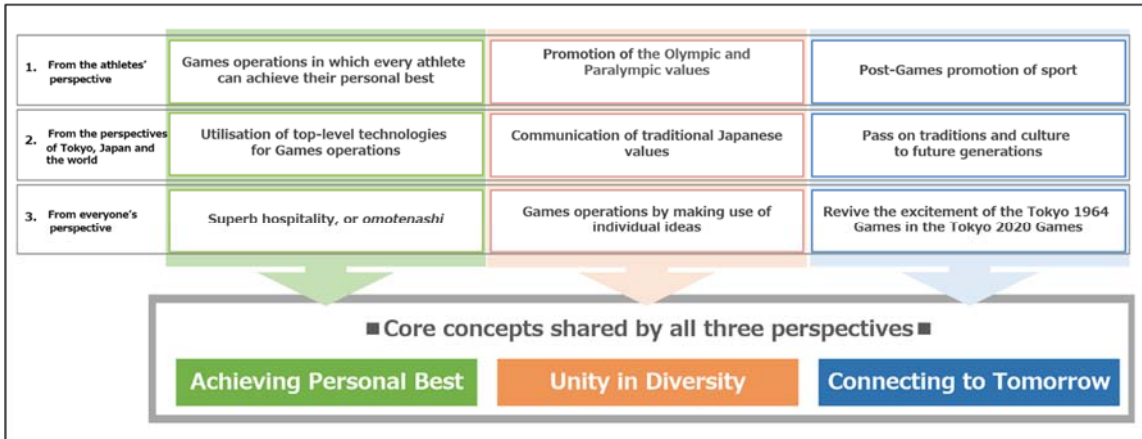 1. From the athletes'
perspective
Games operations in which every athlete
can achieve their personal best
Promotion of the Olympic and
Paralympic values
Post-Games promotion of sport
2. From the perspectives
of Tokyo, Japan and
the world
Utilisation of top-level technologies
for Games operations
Communication of traditional Japanese
values
Pass on traditions and culture
to future generations
3. From everyone's
perspective
Superb hospitality, or omotenashi
Games operations by making use of
individual ideas
Revive the excitement of the Tokyo 1964
Games in the Tokyo 2020 Games
■Core concepts shared by all three perspectives■
Achieving Personal Best
Unity in Diversity
Connecting to Tomorrow